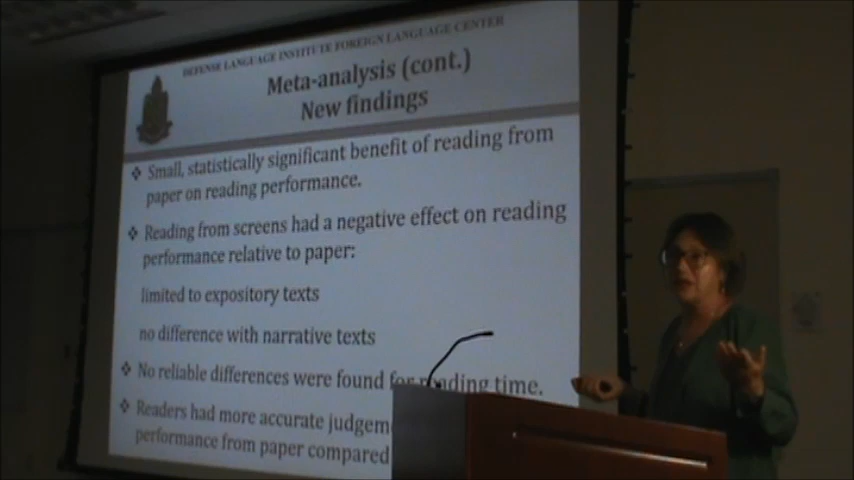 DEFENSE LANGUAGE INSTITUTE FOREIGN LANGUAGE CENTER
Meta-analysis (cont.)
New findings
❖ Small, statistically significant benefit of reading from
paper on reading performance.
❖ Reading from screens had a negative effect on reading
performance relative to paper:
limited to expository texts
no difference with narrative texts
❖ No reliable differences were found for reading time.
❖ Readers had more accurate judgem
performance from paper compared